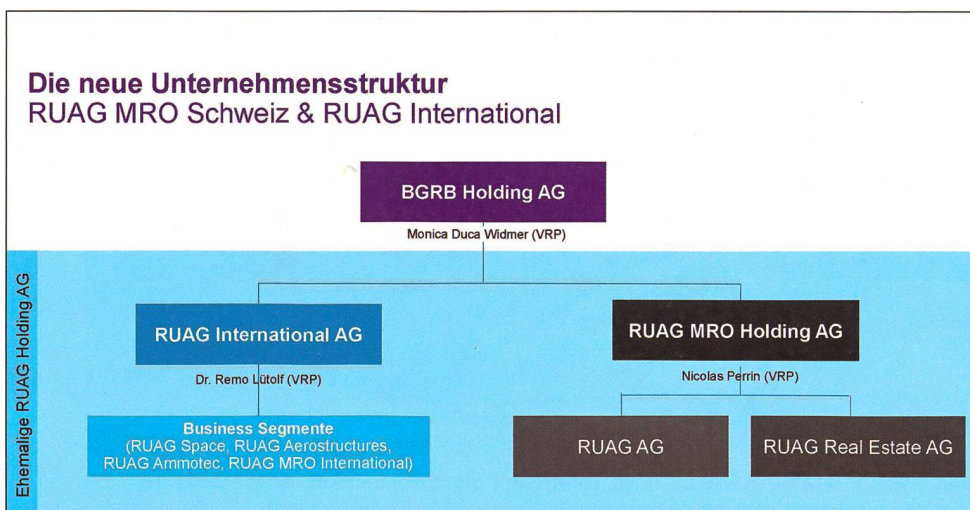 Die neue Unternehmensstruktur
RUAG MRO Schweiz & RUAG International
BGRB Holding AG
Monica Duca Widmer (VRP)
Ehemalige RUAG Holding AG
RUAG International AG
RUAG MRO Holding AG
Dr. Remo Lütolf (VRP)
Nicolas Perrin (VRP)
Business Segmente
(RUAG Space, RUAG Aerostructures,
RUAG Ammotec, RUAG MRO International)
RUAG AG
RUAG Real Estate AG